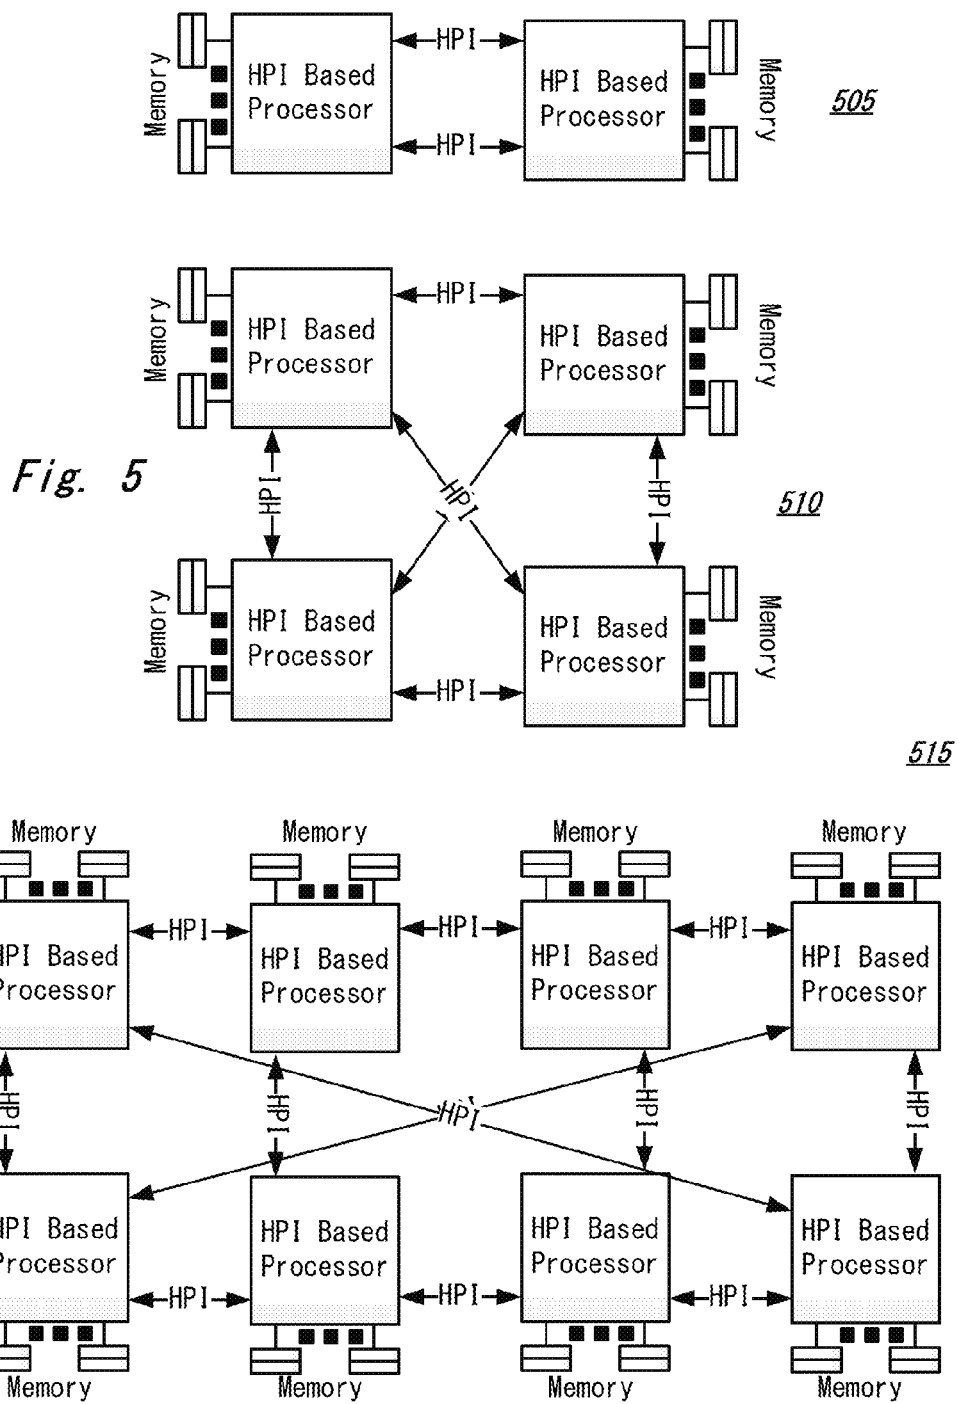 HPI Based
Processor
HPI
HPI
HPI Based
Processor
Memory
Memory
505
HPI Based
Processor
HPI
HPI Based
Processor
Memory
Memory
Fig. 5
HPI
HPI
HPI
510
HPI Based
Processor
HPI
HPI Based
Processor
Memory
Memory
515
Memory
Memory
Memory
Memory
HPI Based
Processor
HPI
HPI Based
Processor
HPI
HPI Based
Processor
HPI
HPI Based
Processor
HPI
HPI
HPI
HPI
HPI
HPI Based
Processor
HPI
HPI Based
Processor
HPI
HPI Based
Processor
HPI
HPI Based
Processor
Memory
Memory
Memory
Memory